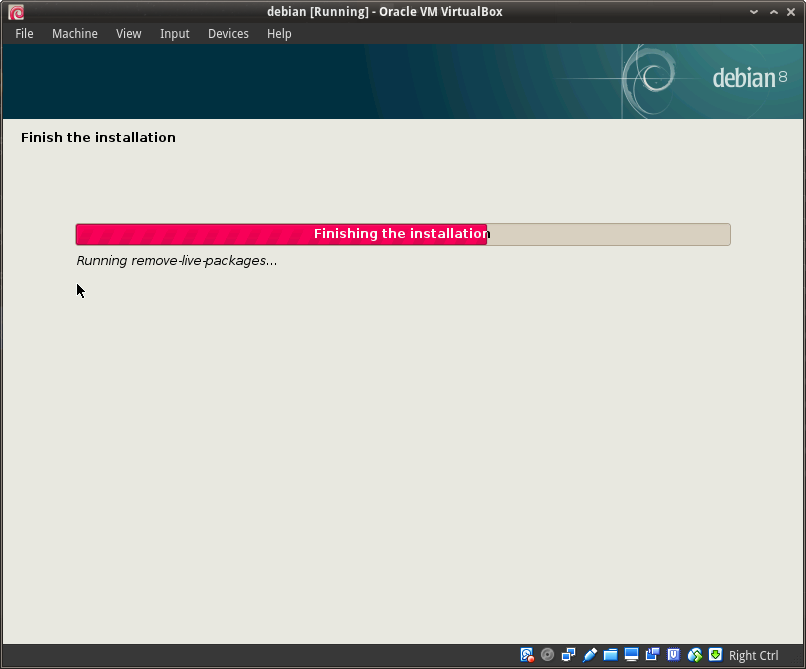 debian [Running] - Oracle VM VirtualBox
File Machine View Input Devices Help
debian 8
Finish the installation
Finishing the installation
Running remove-live-packages...
Right Ctrl